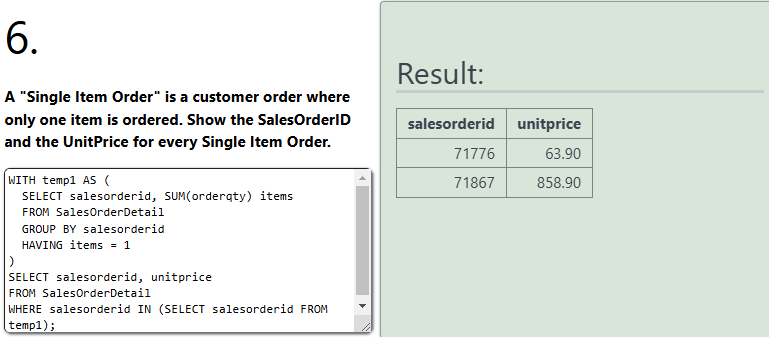 6.
A "Single Item Order" is a customer order where
only one item is ordered. Show the SalesOrderID
and the UnitPrice for every Single Item Order.
WITH temp1 AS (
  SELECT salesorderid, SUM(orderqty) items
  FROM SalesOrderDetail
  GROUP BY salesorderid
  HAVING items = 1
)
SELECT salesorderid, unitprice
FROM SalesOrderDetail
WHERE salesorderid IN (SELECT salesorderid FROM
temp1);
Result:
salesorderid unitprice
71776 63.90
71867 858.90